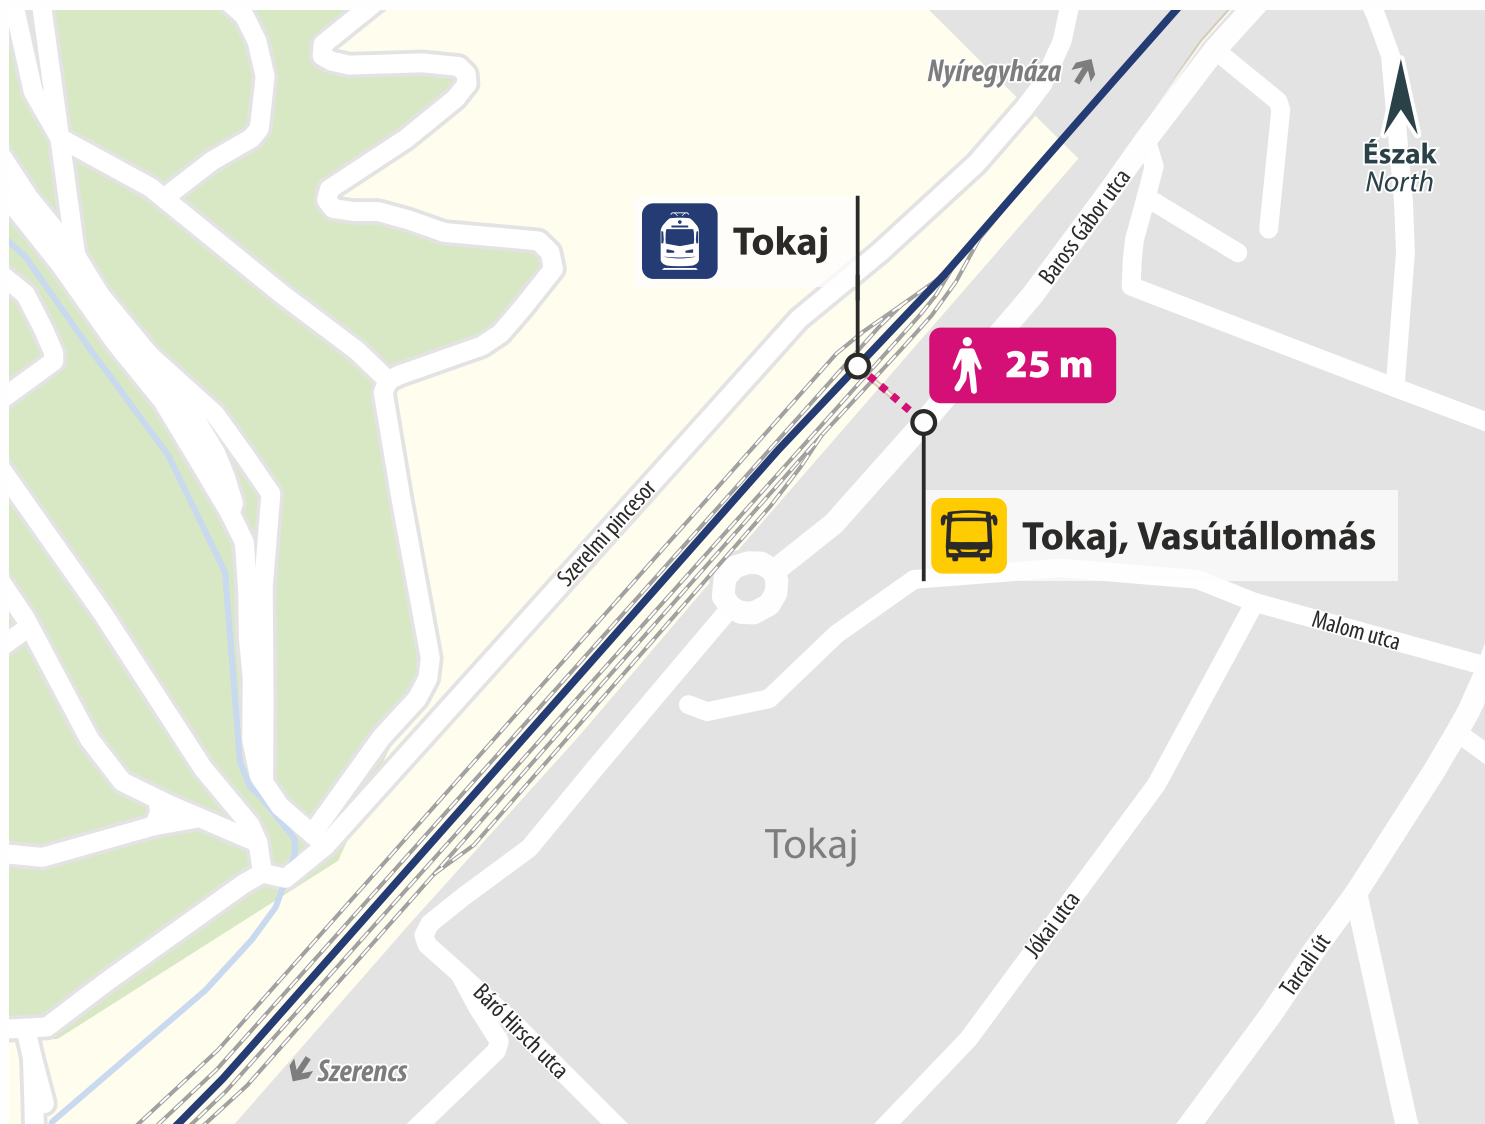 Nyíregyháza
Észak
North
Baross Gábor utca
Tokaj
25 m
Szerelmi pincesor
Tokaj, Vasútállomás
Malom utca
Tokaj
Jókai utca
Tarcali út
Báró Hirsch utca
Szerencs